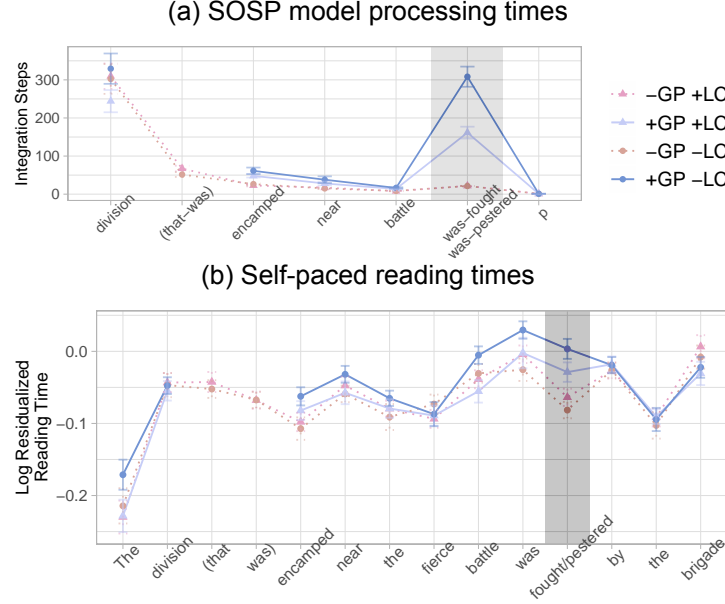 (a) SOSP model processing times
Integration Steps
300
200
100
0
division
(that−was)
encamped
near
battle
was−fought
was−pestered
p
−GP +LC
+GP +LC
−GP −LC
+GP −LC
(b) Self−paced reading times
Log Residualized
Reading Time
0.0
−0.1
−0.2
The
division
(that
was)
encamped
near
the
fierce
battle
was
fought/pestered
by
the
brigade